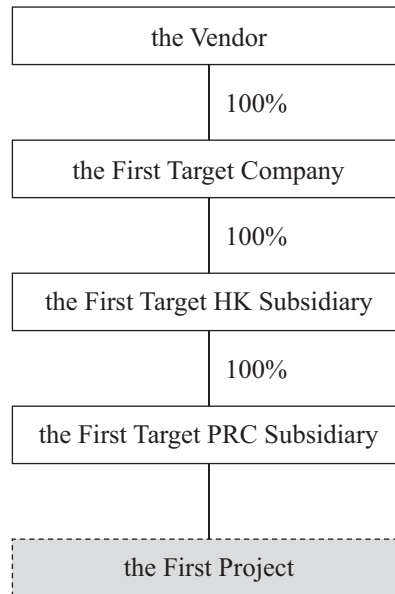 the Vendor
100%
the First Target Company
100%
the First Target HK Subsidiary
100%
the First Target PRC Subsidiary
the First Project